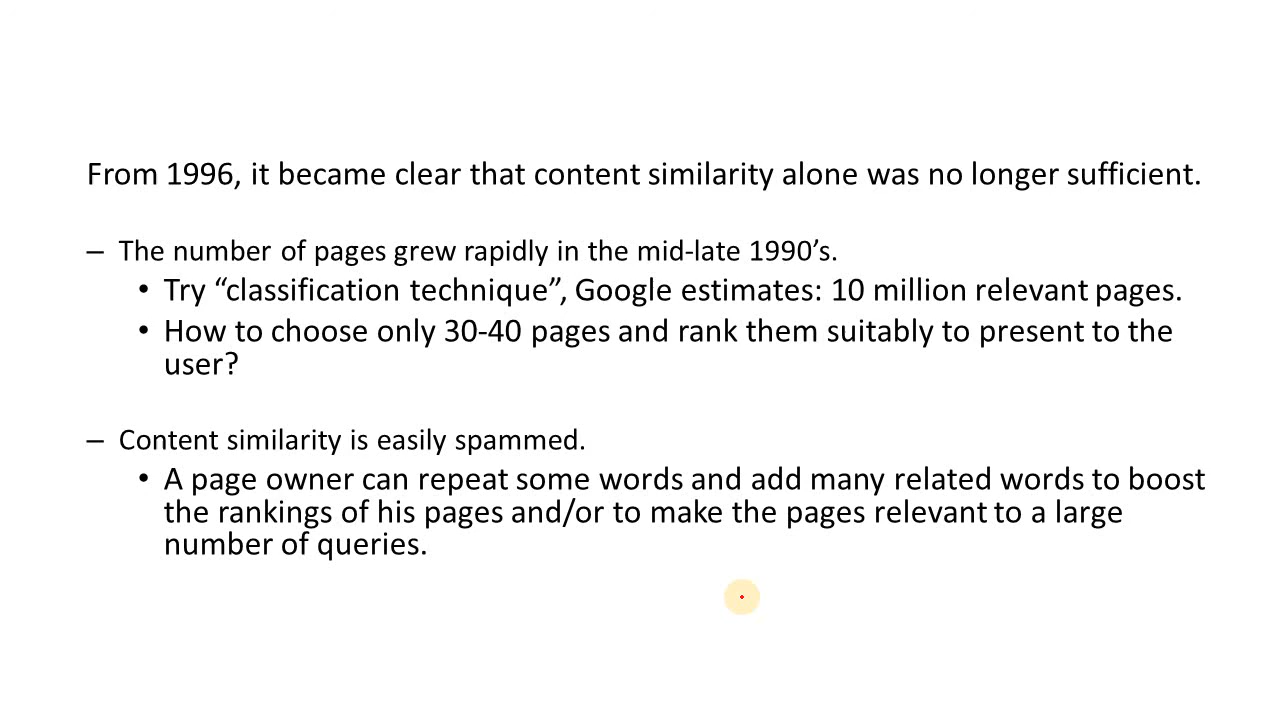 From 1996, it became clear that content similarity alone was no longer sufficient.
– The number of pages grew rapidly in the mid-late 1990’s.
• Try “classification technique”, Google estimates: 10 million relevant pages.
• How to choose only 30-40 pages and rank them suitably to present to the
user?
– Content similarity is easily spammed.
• A page owner can repeat some words and add many related words to boost
the rankings of his pages and/or to make the pages relevant to a large
number of queries.